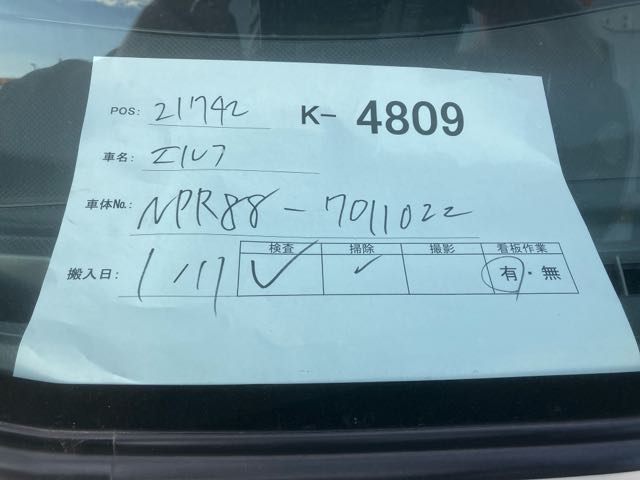 POS: 21742 K- 4809
車名: エルフ
車体No.: NPR88-7011022
検査 掃除 撮影 看板作業
搬入日: 1/17 ✓ ✓ 有・無